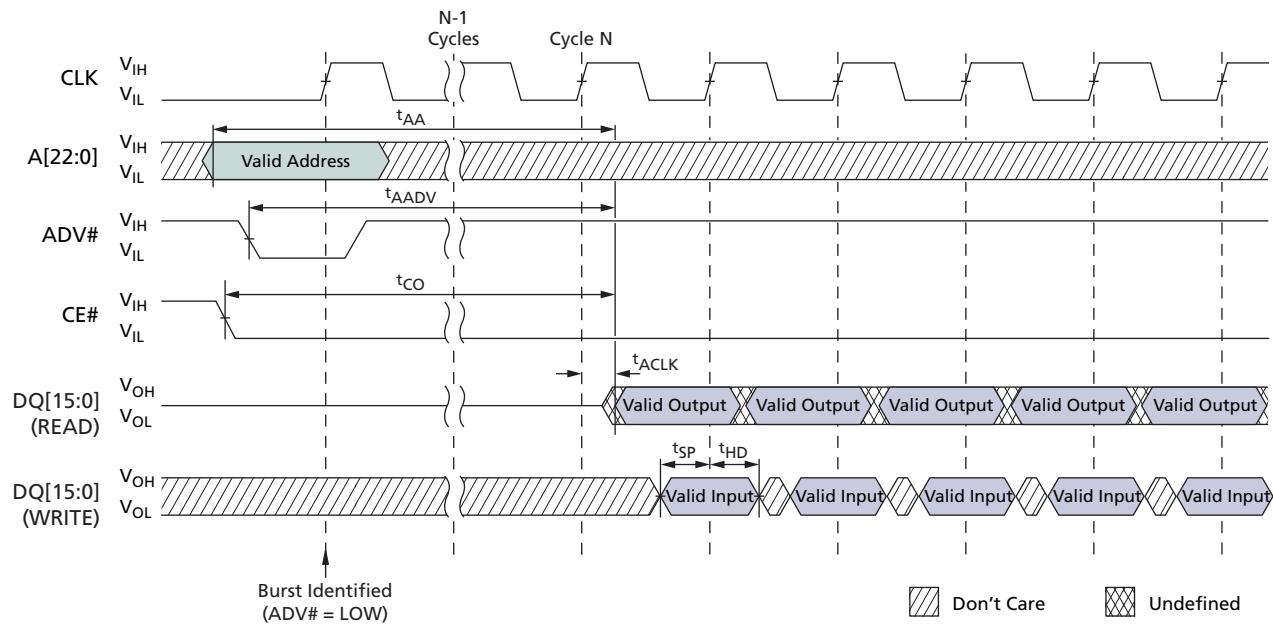 N-1
Cycles
Cycle N
CLK
VIH
VIL
tAA
A[22:0]
VIH
VIL
Valid Address
tAADV
ADV#
VIH
VIL
tCO
CE#
VIH
VIL
tACLK
DQ[15:0]
(READ)
VOH
VOL
Valid Output
Valid Output
Valid Output
Valid Output
Valid Output
tSP
tHD
DQ[15:0]
(WRITE)
VOH
VOL
Valid Input
Valid Input
Valid Input
Valid Input
Valid Input
Burst Identified
(ADV# = LOW)
Don't Care
Undefined